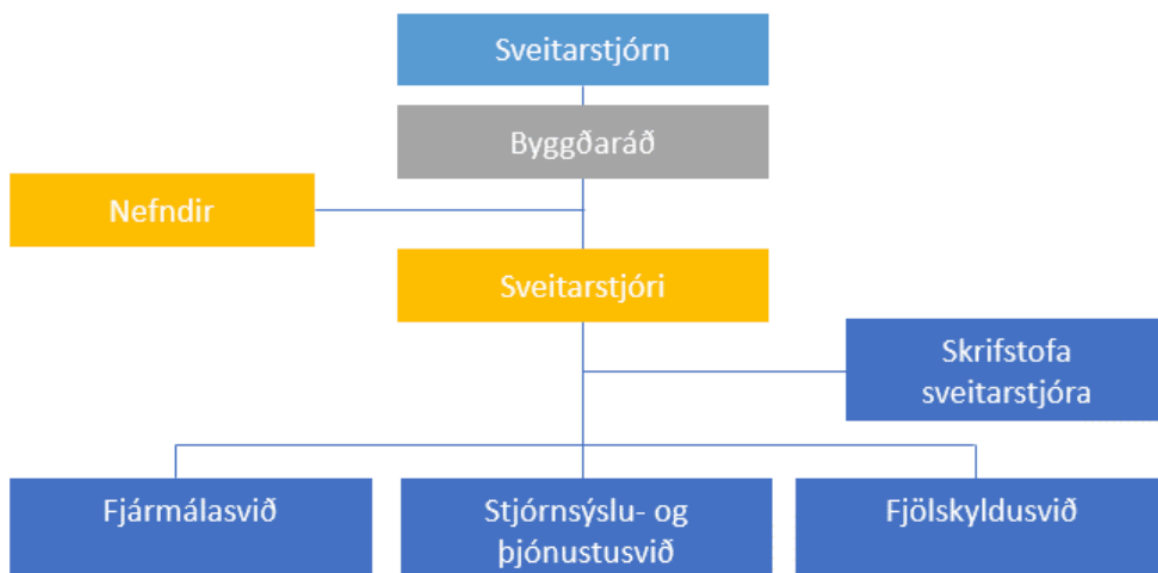 Sveitarstjórn
Byggðaráð
Nefndir
Sveitarstjóri
Skrifstofa
sveitarstjóra
Fjármálasvið
Stjórnsýslu- og
þjónustusvið
Fjölskyldusvið